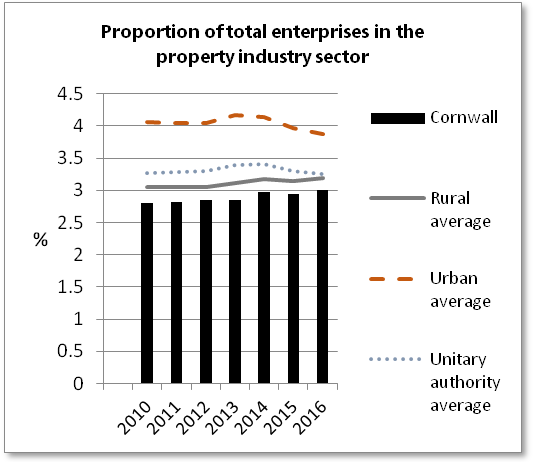 Proportion of total enterprises in the
property industry sector
4.5
4
3.5
3
2.5
2
1.5
1
0.5
0
%
2010
2011
2012
2013
2014
2015
2016
Cornwall
Rural
average
Urban
average
Unitary
authority
average